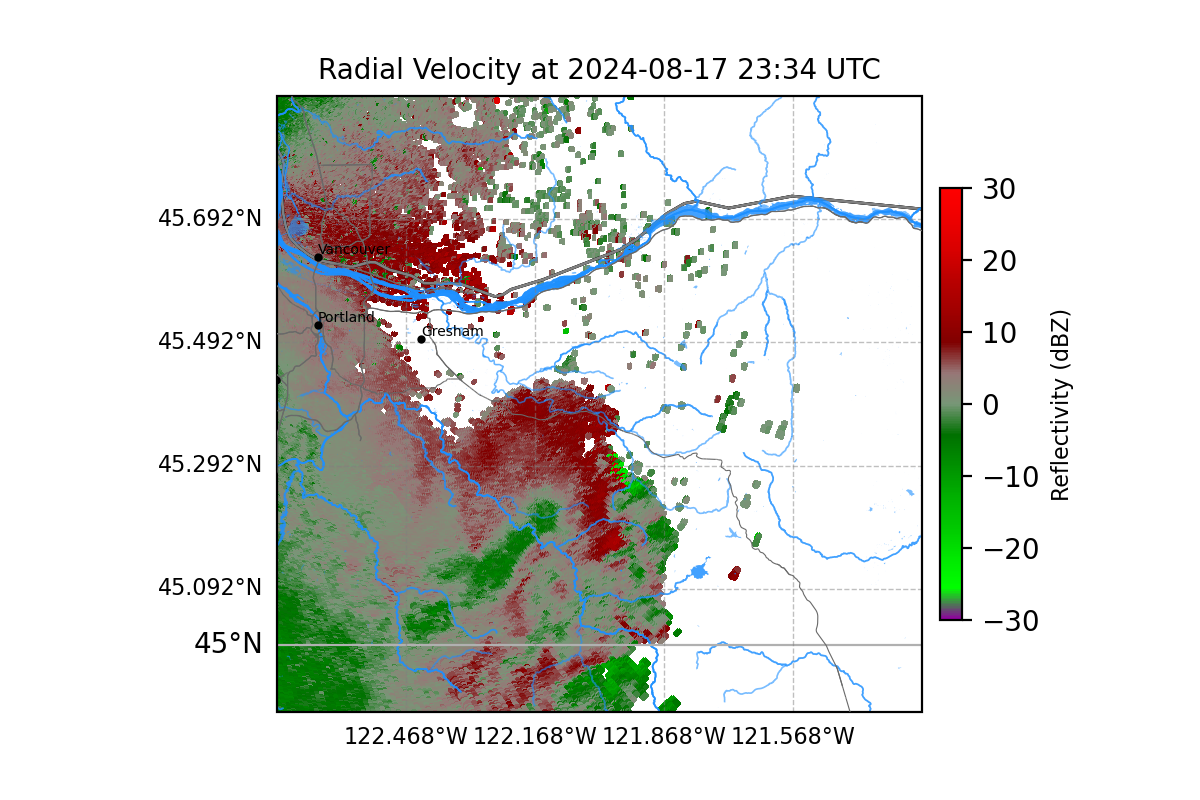 Radial Velocity at 2024-08-17 23:34 UTC
45.692°N
45.492°N
45.292°N
45.092°N
45°N
Vancouver
Portland
Gresham
122.468°W 122.168°W 121.868°W 121.568°W
30
20
10
0
−10
−20
−30
Reflectivity (dBZ)